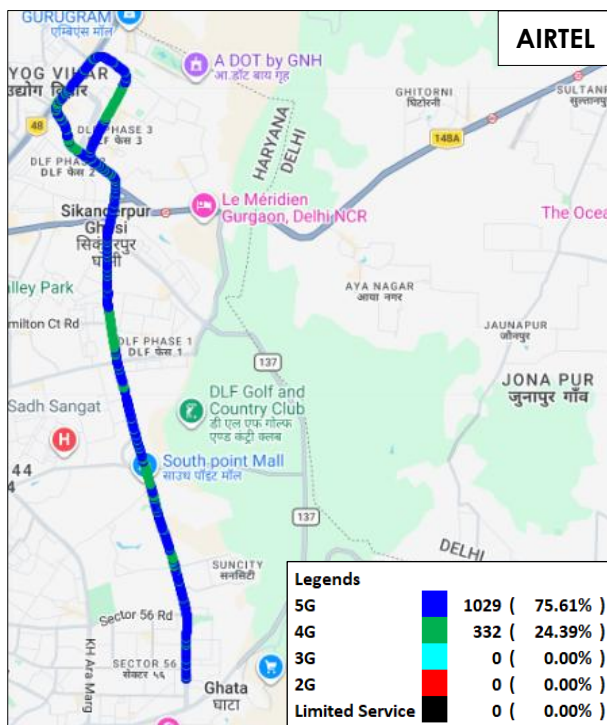 GURUGRAM
एम्बिएंस मॉल
AIRTEL
A DOT by GNH
आ.डॉट बाय गृह
YOG VIHAR
उद्योग विहार
GHITORNI
घिटोरनी
SULTANP
सुल्तानपु
48
148A
DLF PHASE 3
DLF फेस 3
DLF PHASE 2
DLF फेस 2
HARYANA
DELHI
Le Méridien
Gurgaon, Delhi NCR
The Ocea
Sikanderpur
Ghosi
सिकंदरपुर
घोसी
alley Park
AYA NAGAR
आया नगर
milton Ct Rd
JAUNAPUR
जौनपुर
DLF PHASE 1
DLF फेस 1
137
JONA PUR
जुनापुर गाँव
DLF Golf and
Country Club
डी एल एफ गोल्फ
एण्ड कंट्री क्लब
Sadh Sangat
H
44
4
South point Mall
साउथ पॉइंट मॉल
137
DELHI
SUNCITY
सनसिटी
Sector 56 Rd
KH Ara Marg
SECTOR 56
सेक्टर ५६
Ghata
घाटा
Legends
5G 1029 ( 75.61% )
4G 332 ( 24.39% )
3G 0 ( 0.00% )
2G 0 ( 0.00% )
Limited Service 0 ( 0.00% )